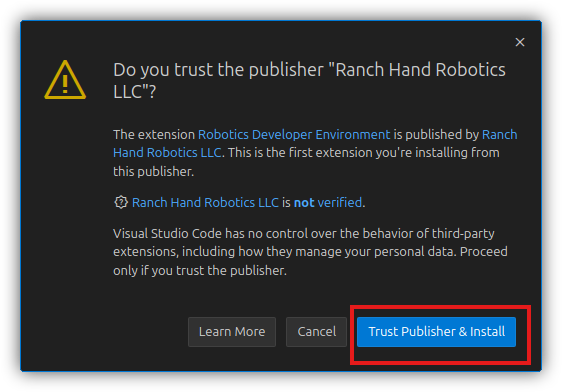 Do you trust the publisher "Ranch Hand Robotics
LLC"?
The extension Robotics Developer Environment is published by Ranch
Hand Robotics LLC. This is the first extension you're installing from
this publisher.
Ranch Hand Robotics LLC is not verified.
Visual Studio Code has no control over the behavior of third-party
extensions, including how they manage your personal data. Proceed
only if you trust the publisher.
Learn More Cancel Trust Publisher & Install